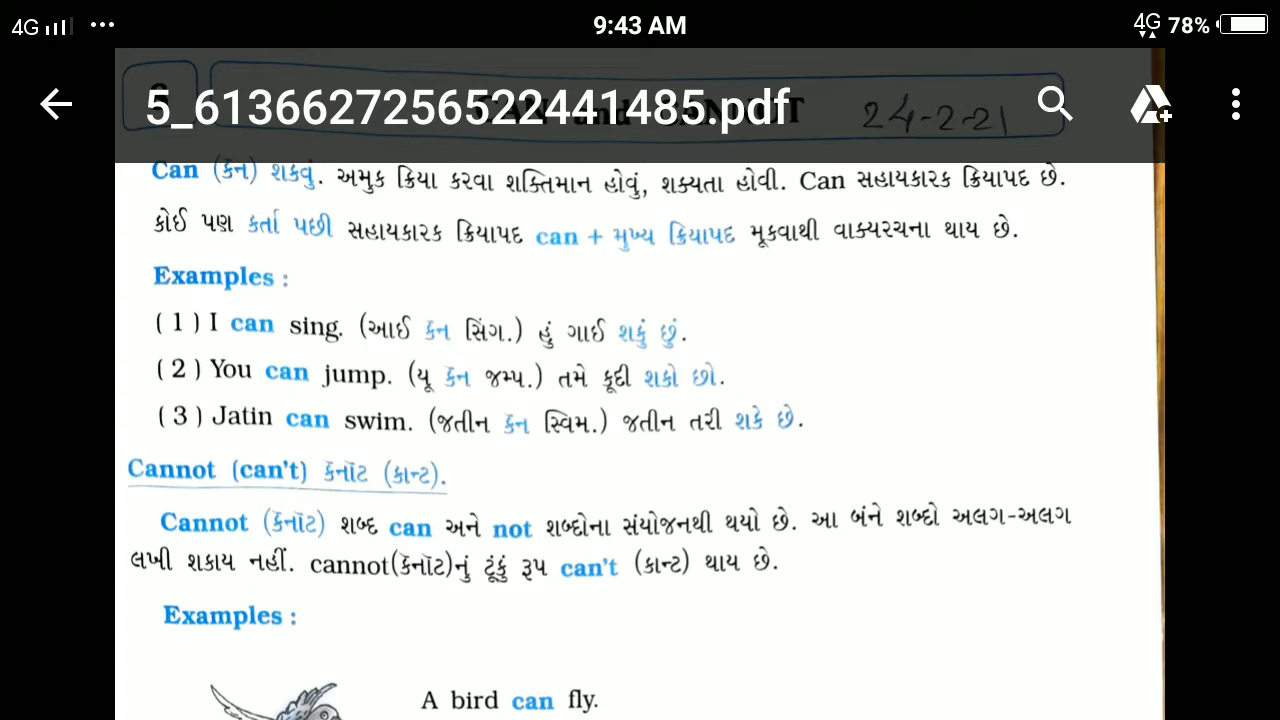 4G 9:43 AM 4G 78%
5_6136627256522441485.pdf
24-2-21
Can (કૅન) શકવું. અમુક ક્રિયા કરવા શક્તિમાન હોવું, શક્યતા હોવી. Can સહાયકારક ક્રિયાપદ છે.
કોઈ પણ કર્તા પછી સહાયકારક ક્રિયાપદ can + મુખ્ય ક્રિયાપદ મૂકવાથી વાક્યરચના થાય છે.
Examples :
( 1 ) I can sing. (આઈ કૅન સિંગ.) હું ગાઈ શકું છું.
( 2 ) You can jump. (યૂ કૅન જમ્પ.) તમે કૂદી શકો છો.
( 3 ) Jatin can swim. (જતીન કૅન સ્વિમ.) જતીન તરી શકે છે.
Cannot (can't) કૅનૉટ (કાન્ટ).
Cannot (કૅનૉટ) શબ્દ can અને not શબ્દોના સંયોજનથી થયો છે. આ બંને શબ્દો અલગ-અલગ
લખી શકાય નહીં. cannot(કૅનૉટ)નું ટૂંકું રૂપ can't (કાન્ટ) થાય છે.
Examples :
A bird can fly.